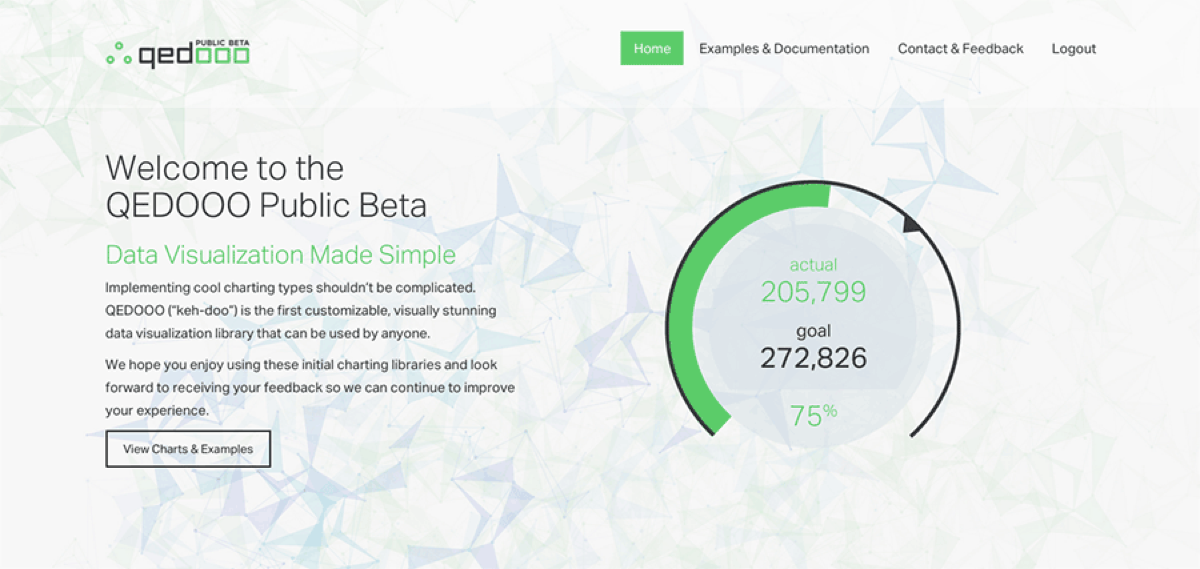 PUBLIC BETA
qedooo
Home
Examples & Documentation
Contact & Feedback
Logout
Welcome to the
QEDOOO Public Beta
Data Visualization Made Simple
Implementing cool charting types shouldn't be complicated.
QEDOOO (“keh-doo”) is the first customizable, visually stunning
data visualization library that can be used by anyone.
We hope you enjoy using these initial charting libraries and look
forward to receiving your feedback so we can continue to improve
your experience.
View Charts & Examples
actual
205,799
goal
272,826
75%